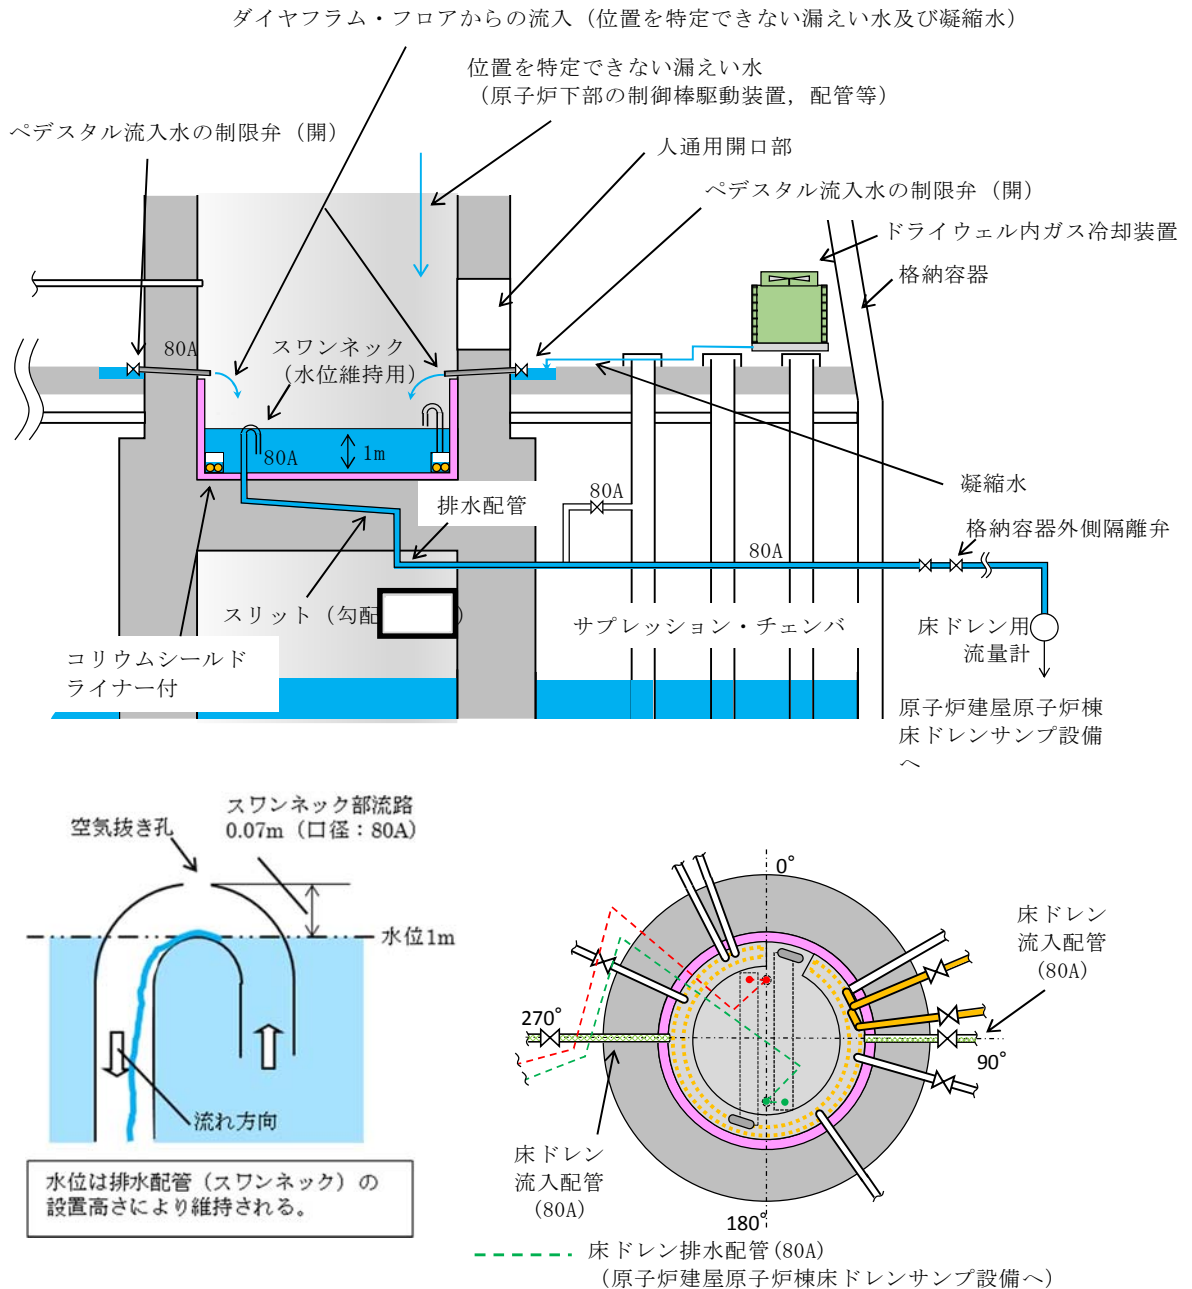 ダイヤフラム・フロアからの流入（位置を特定できない漏えい水及び凝縮水）
位置を特定できない漏えい水
（原子炉下部の制御棒駆動装置，配管等）
ペデスタル流入水の制限弁（開）
人通用開口部
ペデスタル流入水の制限弁（開）
ドライウェル内ガス冷却装置
格納容器
80A
スワンネック
（水位維持用）
80A
1m
凝縮水
80A
排水配管
格納容器外側隔離弁
80A
スリット（勾配
）
サプレッション・チェンバ
床ドレン用
流量計
コリウムシールド
ライナー付
原子炉建屋原子炉棟
床ドレンサンプ設備
へ
スワンネック部流路
0.07m（口径：80A）
空気抜き孔
水位1m
流れ方向
水位は排水配管（スワンネック）の
設置高さにより維持される。
0°
床ドレン
流入配管
(80A)
270°
90°
床ドレン
流入配管
(80A)
180°
床ドレン排水配管(80A)
（原子炉建屋原子炉棟床ドレンサンプ設備へ）